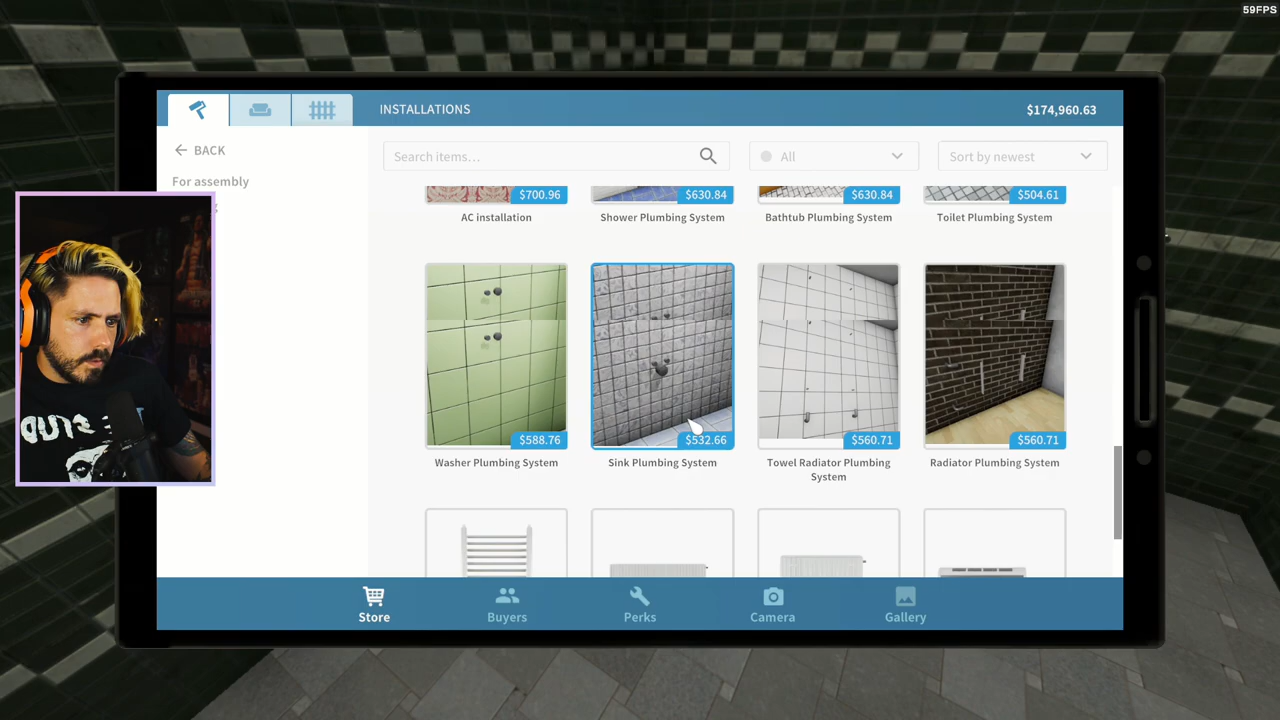 59FPS
INSTALLATIONS
$174,960.63
BACK
Search items...
All
Sort by newest
For assembly
$700.96
$630.84
$630.84
$504.61
AC installation
Shower Plumbing System
Bathtub Plumbing System
Toilet Plumbing System
$588.76
$532.66
$560.71
$560.71
Washer Plumbing System
Sink Plumbing System
Towel Radiator Plumbing
System
Radiator Plumbing System
Store
Buyers
Perks
Camera
Gallery